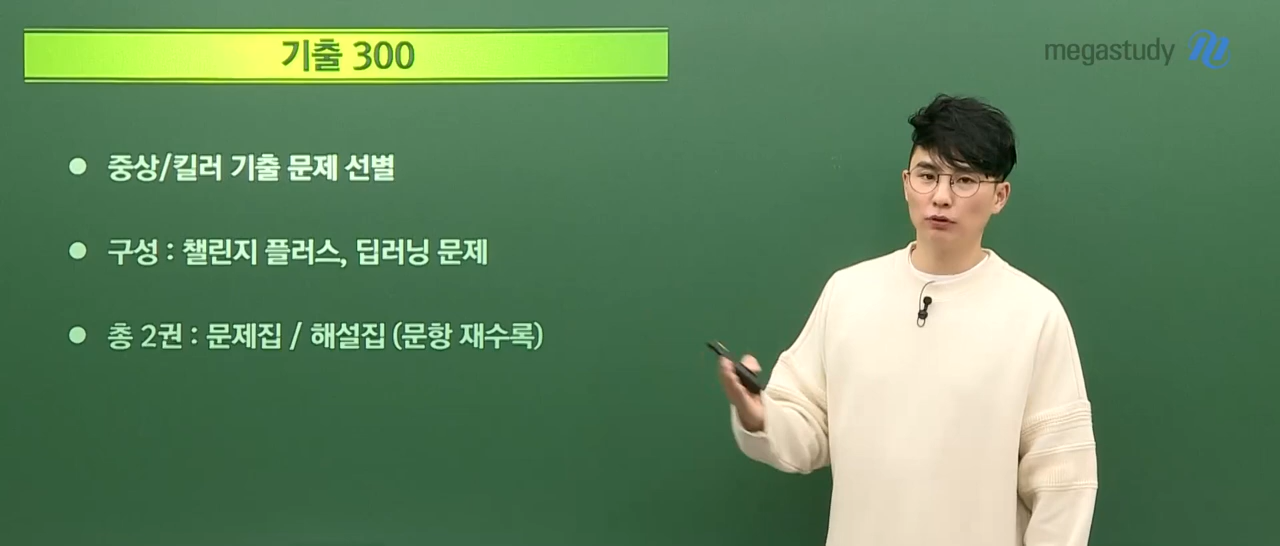 기출 300
megastudy
● 중상/킬러 기출 문제 선별
● 구성 : 챌린지 플러스, 딥러닝 문제
● 총 2권 : 문제집 / 해설집 (문항 재수록)